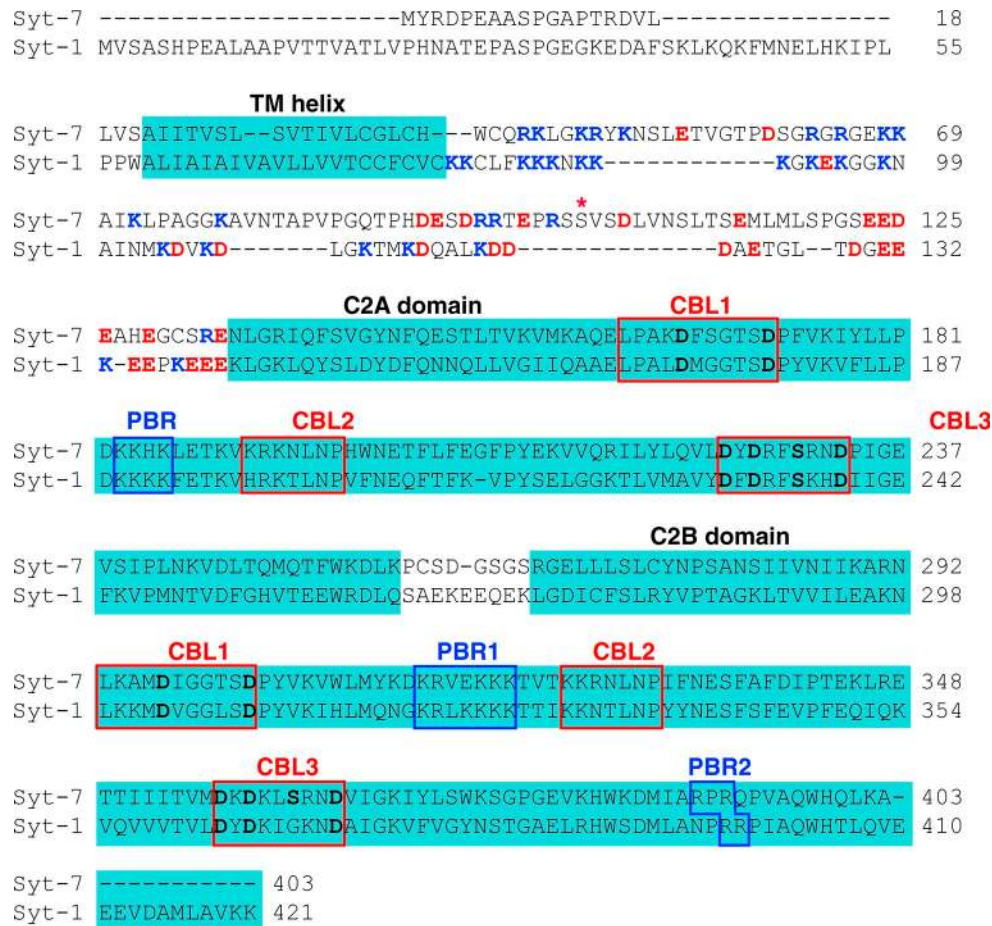 Syt-7 ---------------------MYRDPEAASPGAPTRDVL---------------- 18
Syt-1 MVSASHPEALAAPVTTVATLVPHNATEPASPGEGKEDAFSKLKQKFMNELHKIPL 55
TM helix
Syt-7 LVSAIITVSL--SVTIVLCGLCH---WCQRKLGKRYKNSLETVGTPDSGRGRGEKK 69
Syt-1 PPWALIAIAIVAVLLVVTCCFCVCKKCLFKKKNKK------------KGKEKGGKN 99
*
Syt-7 AIKLPAGGKAVNTAPVPGQTPHDESDRRTEPRSSVSDLVNSLTSEMLMLSPGSEED 125
Syt-1 AINMKDVKD-------LGKTMKDQALKDD--------------DAETGL--TDGEE 132
C2A domain CBL1
Syt-7 EAHEGCSRENLGRIQFSVGYNFQESTLTVKVMKAQELPAKDFSGTSDPFVKIYLLP 181
Syt-1 K-EEPKEEEKLGKLQYSLDYDFQNNQLLVGIIQAAELPALDMGGTSDPYVKVFLLP 187
PBR CBL2 CBL3
Syt-7 DKKHKLETKVKRKNLNPHWNETFLFEGFPYEKVVQRILYLQVLDYDRFSRNDPIGE 237
Syt-1 DKKKKFETKVHRKTLNPVFNEQFTFK-VPYSELGGKTLVMAVYDFDRFSKHDIIGE 242
C2B domain
Syt-7 VSIPLNKVDLTQMQTFWKDLKPCSD-GSGSRGELLLSLCYNPSANSIIVNIIKARN 292
Syt-1 FKVPMNTVDFGHVTEEWRDLQSAEKEEQEKLGDICFSLRYVPTAGKLTVVILEAKN 298
CBL1 PBR1 CBL2
Syt-7 LKAMDIGGTSDPYVKVWLMYKDKRVEKKKTVTKKRNLNPIFNESFAFDIPTEKLRE 348
Syt-1 LKKMDVGGLSDPYVKIHLMQNGKRLKKKKTTIKKNTLNPYYNESFSFEVPFEQIQK 354
CBL3 PBR2
Syt-7 TTIIITVMDKDKLSRNDVIGKIYLSWKSGPGEVKHWKDMIARPRQPVAQWHQLKA- 403
Syt-1 VQVVVTVLDYDKIGKNDAIGKVFVGYNSTGAELRHWSDMLANPRRPIAQWHTLQVE 410
Syt-7 ----------- 403
Syt-1 EEVDAMLAVKK 421